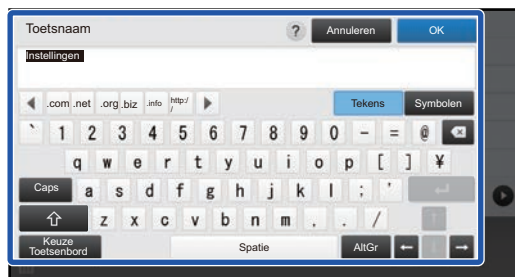 Toetsnaam ? Annuleren OK
Instellingen
.com .net .org .biz .info http:/ /
Tekens Symbolen
` 1 2 3 4 5 6 7 8 9 0 - = @
q w e r t y u i o p [ ] ¥
Caps a s d f g h j k l ; '
z x c v b n m , . /
Keuze Toetsenbord Spatie AltGr